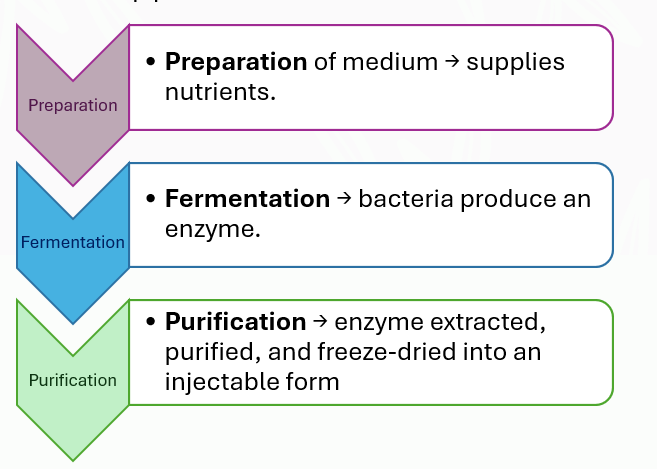 Preparation
• Preparation of medium → supplies
nutrients.
Fermentation
• Fermentation → bacteria produce an
enzyme.
Purification
• Purification → enzyme extracted,
purified, and freeze-dried into an
injectable form